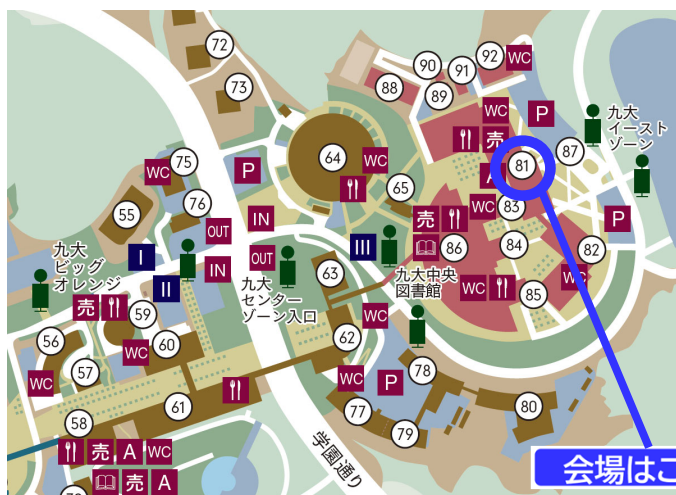 72
73
92
WC
90
91
88
89
WC
P
九大
イースト
ゾーン
売
87
81
75
WC
P
64
WC
A
65
76
55
IN
売
WC
83
P
OUT
九大
ビッグ
オレンジ
I
IN
OUT
III
86
84
82
II
63
九大中央
図書館
九大
センター
ゾーン入口
WC
WC
85
売
59
56
60
WC
62
WC
57
WC
78
WC
P
61
77
80
58
79
売
A
WC
学園通り
売
A
会場はこ